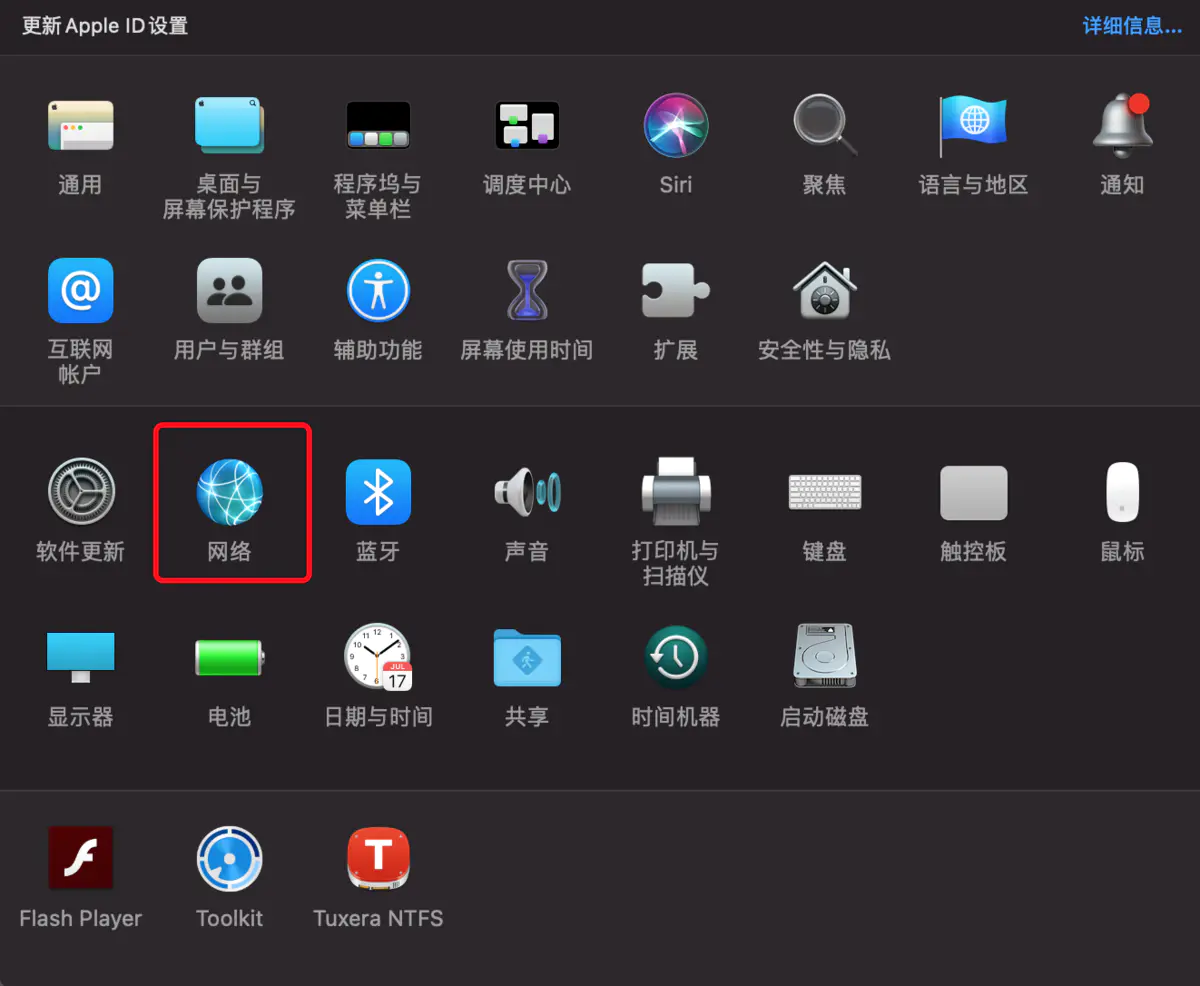 更新 Apple ID 设置
详细信息...
通用
桌面与
屏幕保护程序
程序坞与
菜单栏
调度中心
Siri
聚焦
语言与地区
通知
互联网
帐户
用户与群组
辅助功能
屏幕使用时间
扩展
安全性与隐私
软件更新
网络
蓝牙
声音
打印机与
扫描仪
键盘
触控板
鼠标
显示器
电池
JUL
17
日期与时间
共享
时间机器
启动磁盘
Flash Player
Toolkit
T
Tuxera NTFS